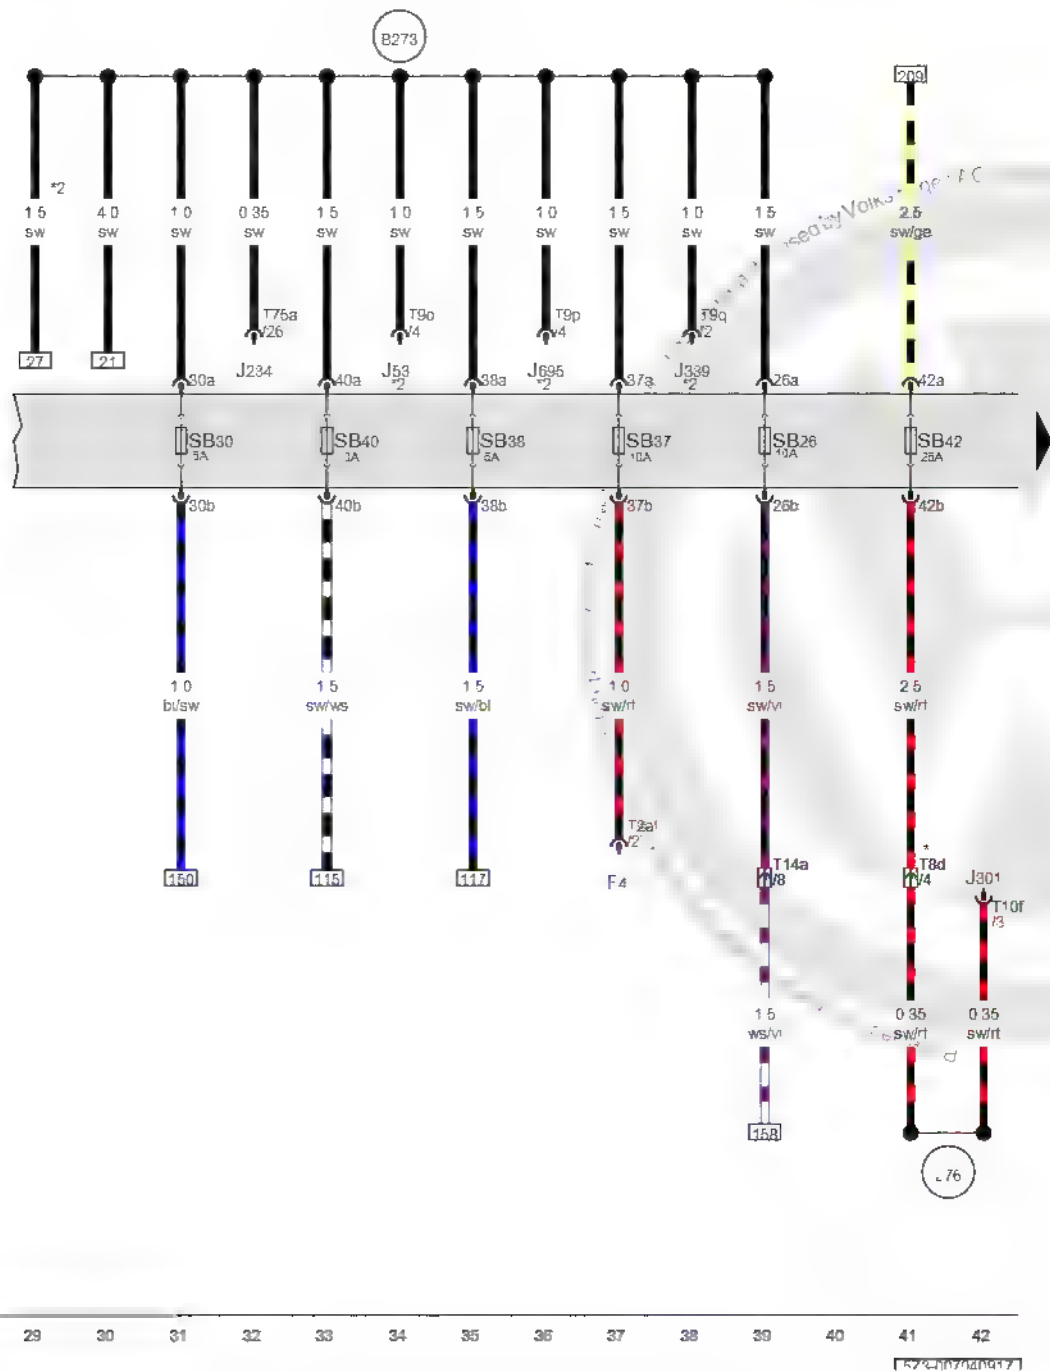 B273
209
*2
1.5 4.0 1.0 0.35 1.5 1.0 1.5 1.0 1.5 1.0 1.5 2.5
sw sw sw sw sw sw sw sw sw sw sw sw/ge
sed by Volks
T75a T9o T9p T9q
/26 /4 /4 /2
27 21 J234 J53 J695 J339
*2 *2 *2
30a 40a 38a 37a 26a 42a
SB30 SB40 SB38 SB37 SB26 SB42
5A 5A 10A 10A 25A
30b 40b 38b 37b 26b 42b
1.0 1.5 1.5 1.0 1.5 2.5
bl/sw sw/ws sw/bl sw/rt sw/vi sw/rt
/2
*
150 115 117 F4 T14a T8d J301
/8 /4 T10f
/3
1.5 0.35 0.35
ws/vi sw/rt sw/rt
158
76
29 30 31 32 33 34 35 36 37 38 39 40 41 42
573-007040917